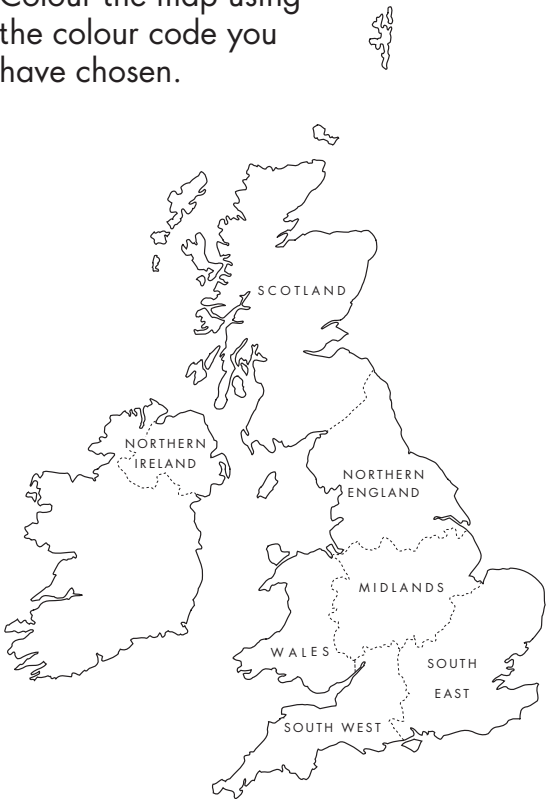 Colour the map using
the colour code you
have chosen.
SCOTLAND
NORTHERN
IRELAND
NORTHERN
ENGLAND
MIDLANDS
WALES
SOUTH
EAST
SOUTH WEST